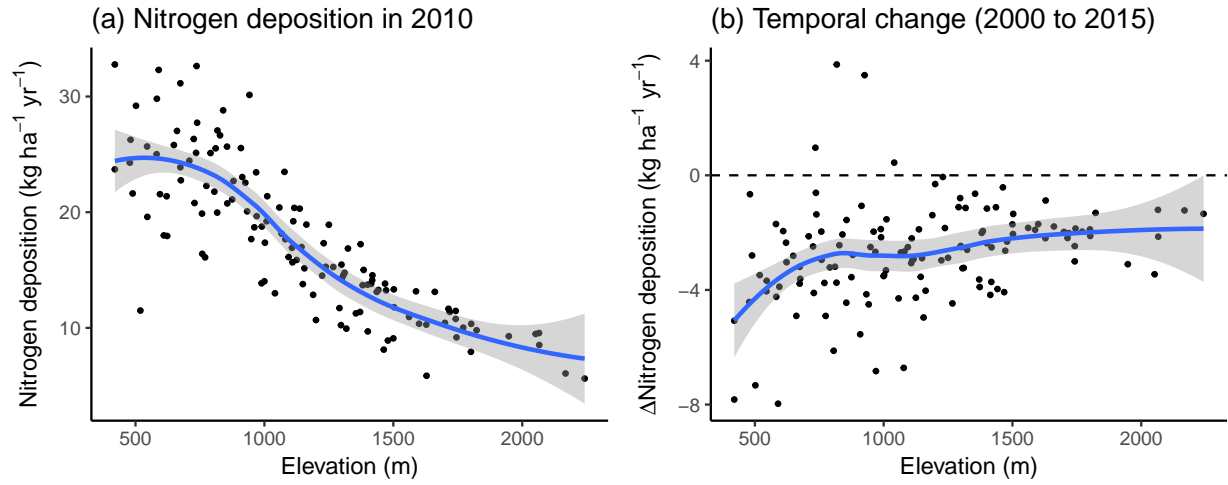 (a) Nitrogen deposition in 2010
Nitrogen deposition (kg ha⁻¹ yr⁻¹)
30
20
10
500 1000 1500 2000
Elevation (m)
(b) Temporal change (2000 to 2015)
ΔNitrogen deposition (kg ha⁻¹ yr⁻¹)
4
0
−4
−8
500 1000 1500 2000
Elevation (m)